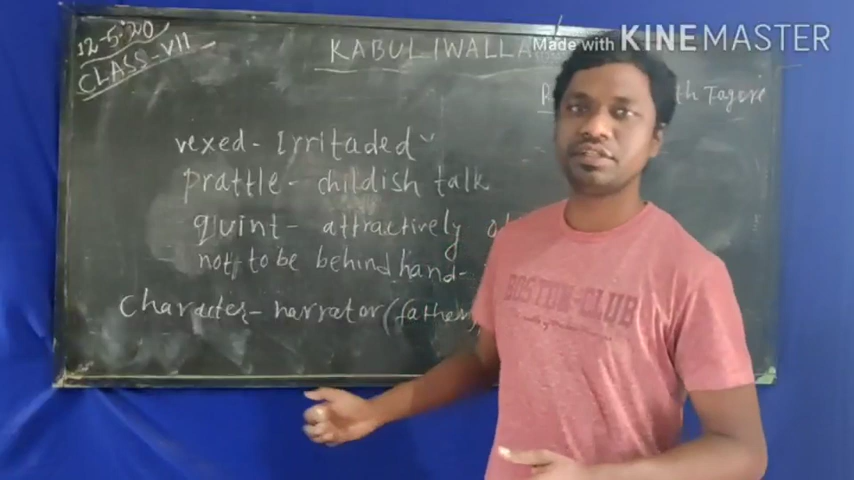 12-5-20
CLASS-VII
KABULIWALLA
Made with KINEMASTER
th Tagore
vexed- Irritaded
prattle- childish talk
quint- attractively
not to be behind hand-
Character- narrator (father)
BOSTON-CLUB